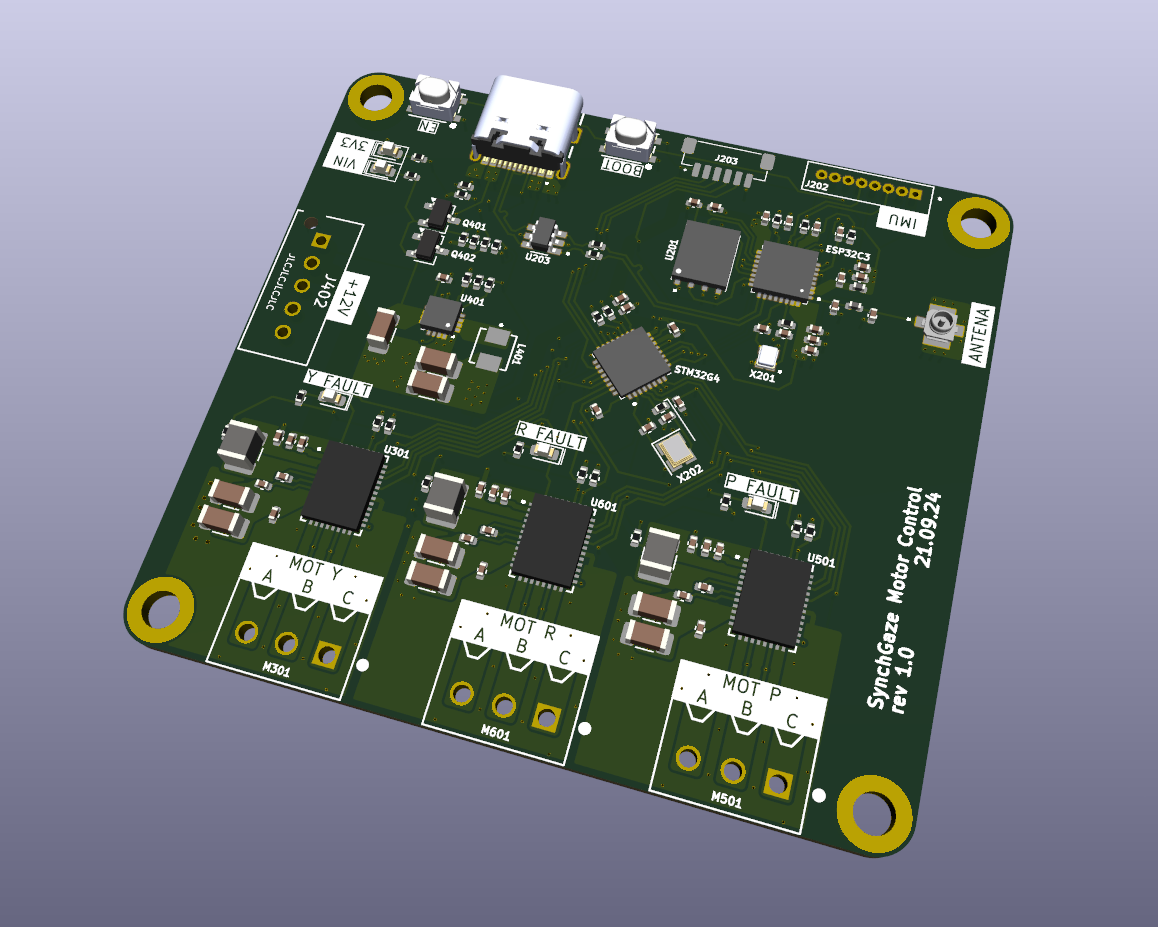 EN
BOOT
J203
J202
IMU
3V3
VIN
Q401
Q402
U203
U201
ESP32C3
JLCJLCJLCJLC
J402
+12V
U401
L401
ANTENA
X201
STM32G4
Y FAULT
R FAULT
X202
P FAULT
U301
U601
U501
MOT Y
A B C
M301
MOT R
A B C
M601
MOT P
A B C
M501
SynchGaze Motor Control
21.09.24
rev 1.0